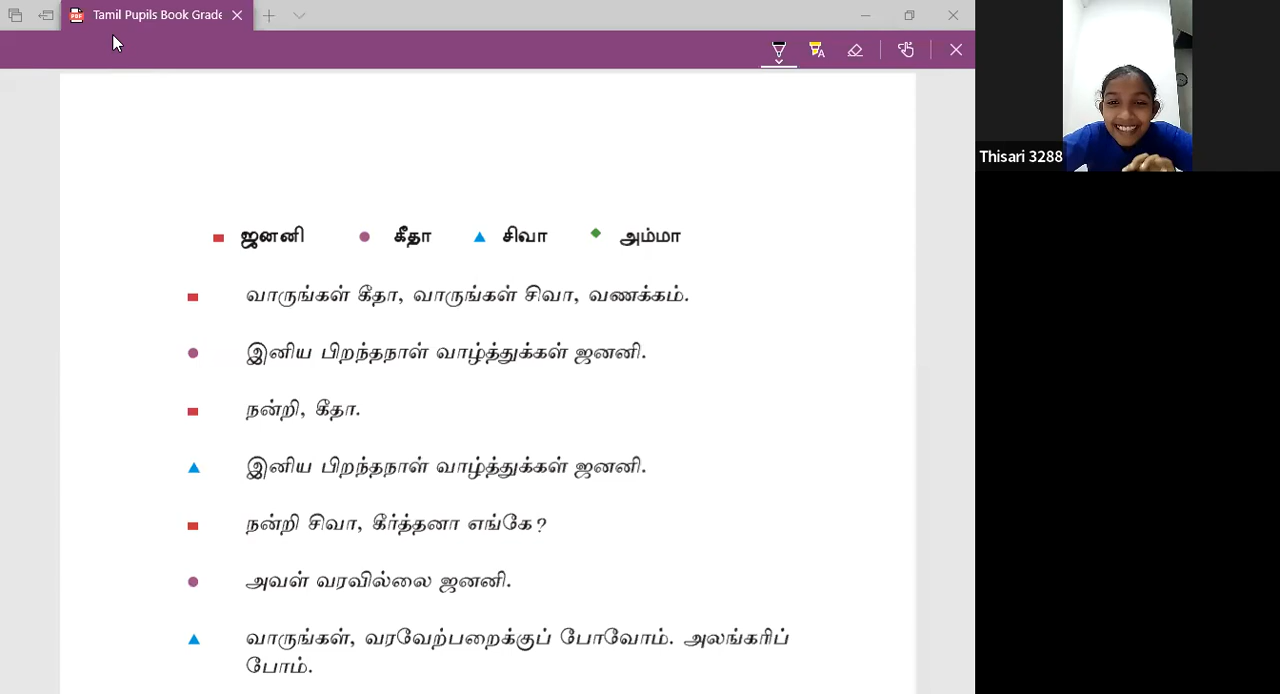 Tamil Pupils Book Grade
ஜனனி கீதா சிவா அம்மா
வாருங்கள் கீதா, வாருங்கள் சிவா, வணக்கம்.
இனிய பிறந்தநாள் வாழ்த்துக்கள் ஜனனி.
நன்றி, கீதா.
இனிய பிறந்தநாள் வாழ்த்துக்கள் ஜனனி.
நன்றி சிவா, கீர்த்தனா எங்கே?
அவள் வரவில்லை ஜனனி.
வாருங்கள், வரவேற்பறைக்குப் போவோம். அலங்கரிப்
போம்.
Thisari 3288